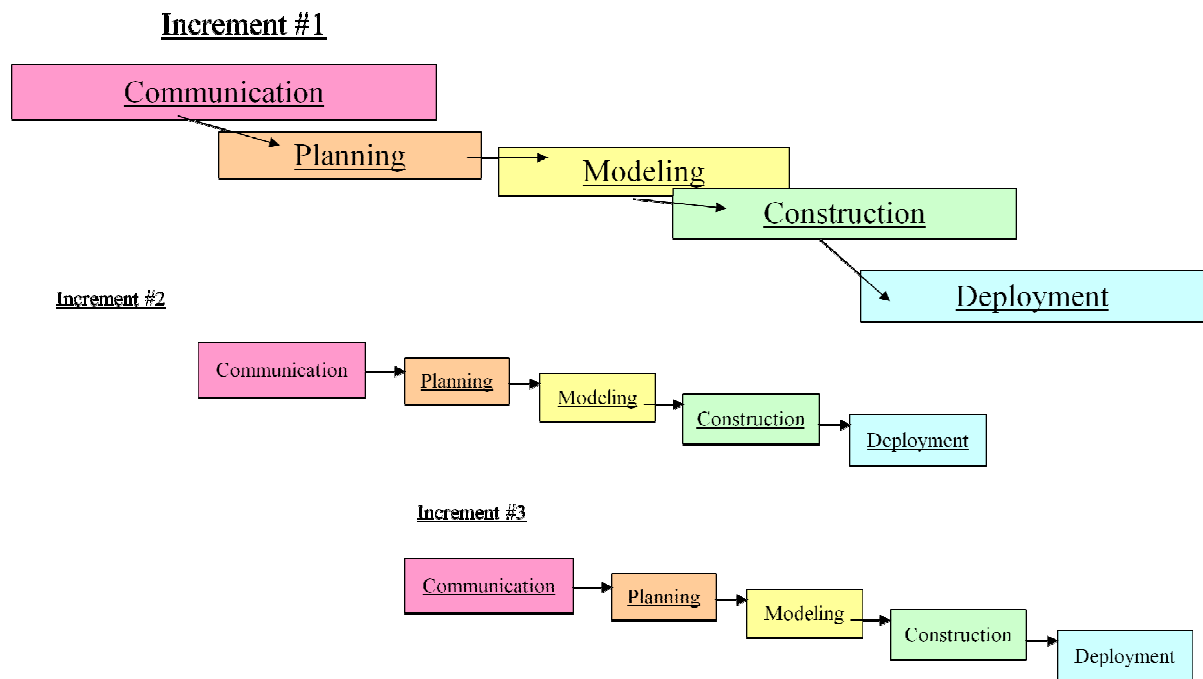 Increment #1
Communication
Planning
Modeling
Construction
Deployment
Increment #2
Communication
Planning
Modeling
Construction
Deployment
Increment #3
Communication
Planning
Modeling
Construction
Deployment